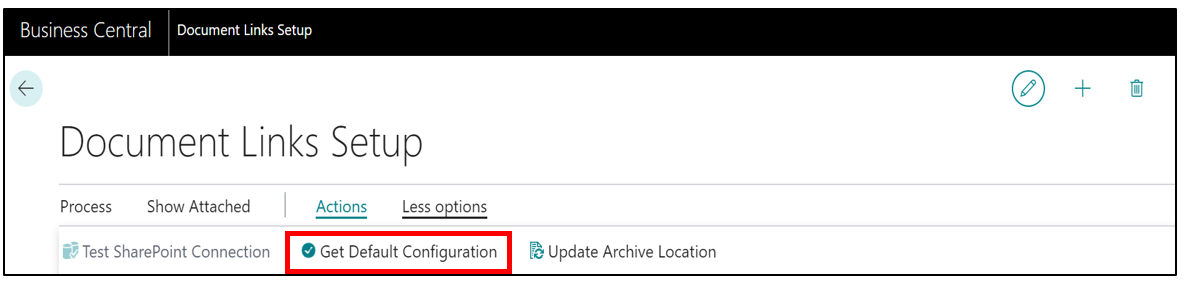 Business Central Document Links Setup
Document Links Setup
Process Show Attached Actions Less options
Test SharePoint Connection Get Default Configuration Update Archive Location